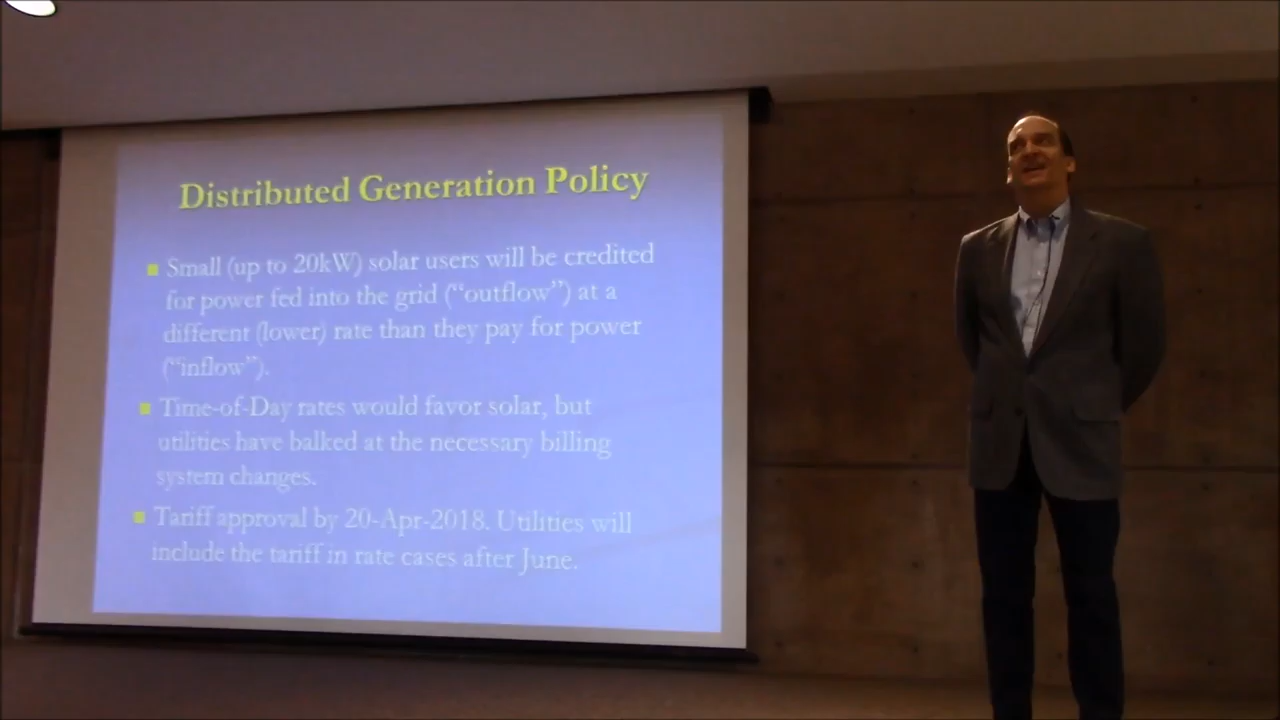 Distributed Generation Policy
Small (up to 20kW) solar users will be credited
for power fed into the grid (“outflow”) at a
different (lower) rate than they pay for power
(“inflow”).
Time-of-Day rates would favor solar, but
utilities have balked at the necessary billing
system changes.
Tariff approval by 20-Apr-2018. Utilities will
include the tariff in rate cases after June.